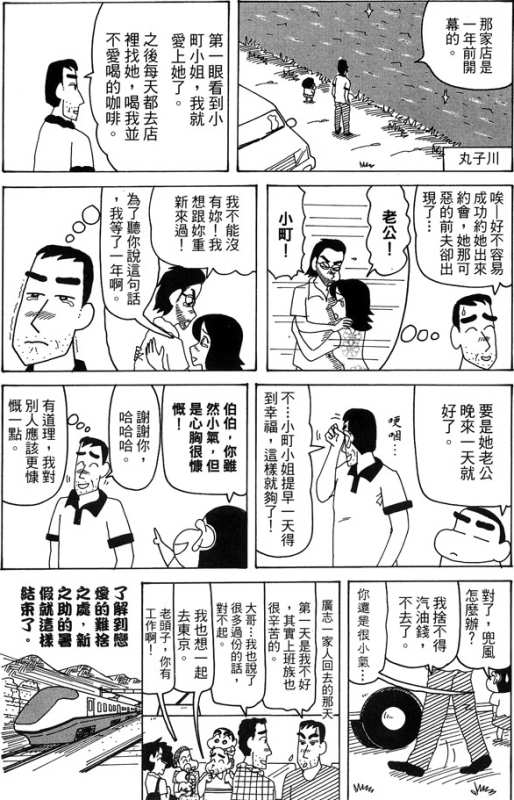 那家店是
一年前開
幕的。
丸子川
第一眼看到小
町小姐，我就
愛上她了。
之後每天都去店
裡找她，喝我並
不愛喝的咖啡。
唉—好不容易
成功約她出來
約會，她那可
惡的前夫卻出
現了…
老公！
小町！
我不能沒
有妳！我
想跟妳重
新來過！
為了聽你說這句話
，我等了一年啊。
要是她老公
晚來一天就
好了。
哽咽…
不…小町小姐提早一天得
到幸福，這樣就夠了！
伯伯，你雖
然小氣，但
是心胸很慷
慨！
謝謝你，
哈哈哈。
有道理，我對
別人應該更慷
慨一點。
對了，兜風
怎麼辦？
我捨不得
汽油錢，
不去了。
你還是很小氣…
廣志一家人回去的那天
第一天是我不好
，其實上班族也
很辛苦的。
大哥…我也說了
很多過份的話，
對不起。
我也想一起
去東京。
老頭子，你有
工作啊！
了解到戀
愛的難捨
之處，新
之助的暑
假就這樣
結束了。